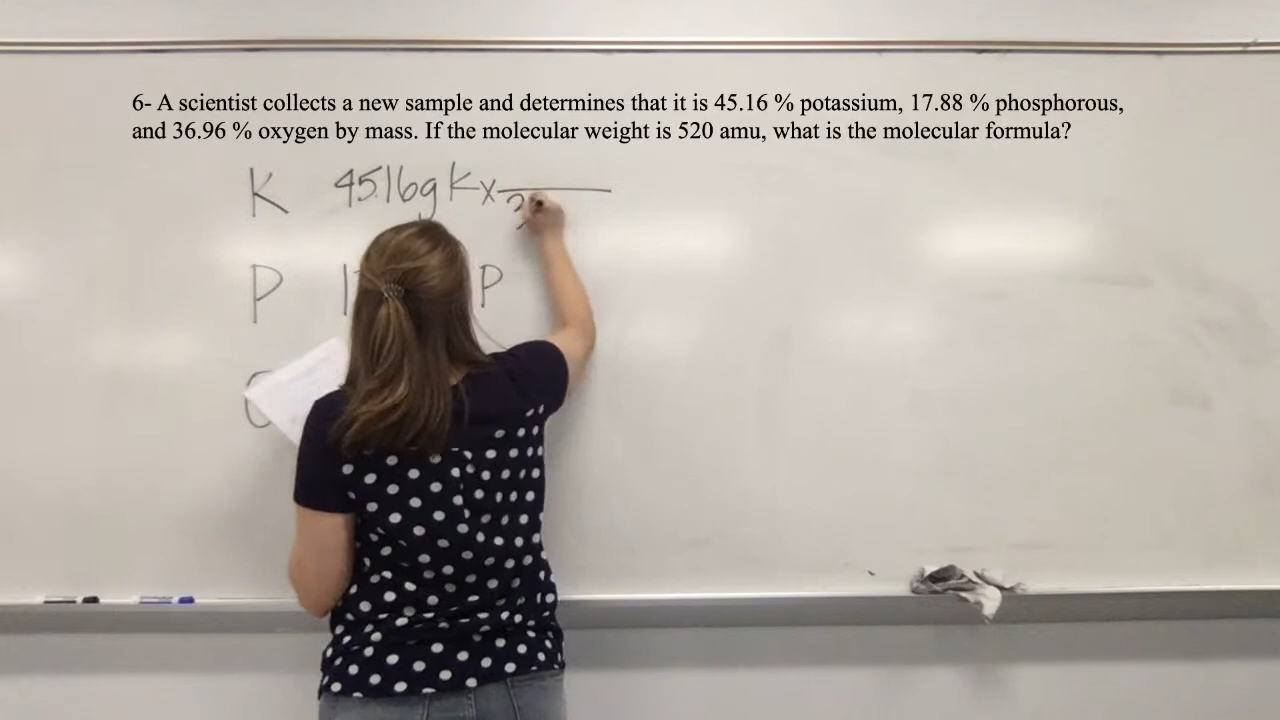 6- A scientist collects a new sample and determines that it is 45.16 % potassium, 17.88 % phosphorous,
and 36.96 % oxygen by mass. If the molecular weight is 520 amu, what is the molecular formula?
K 45.16g K x
P P